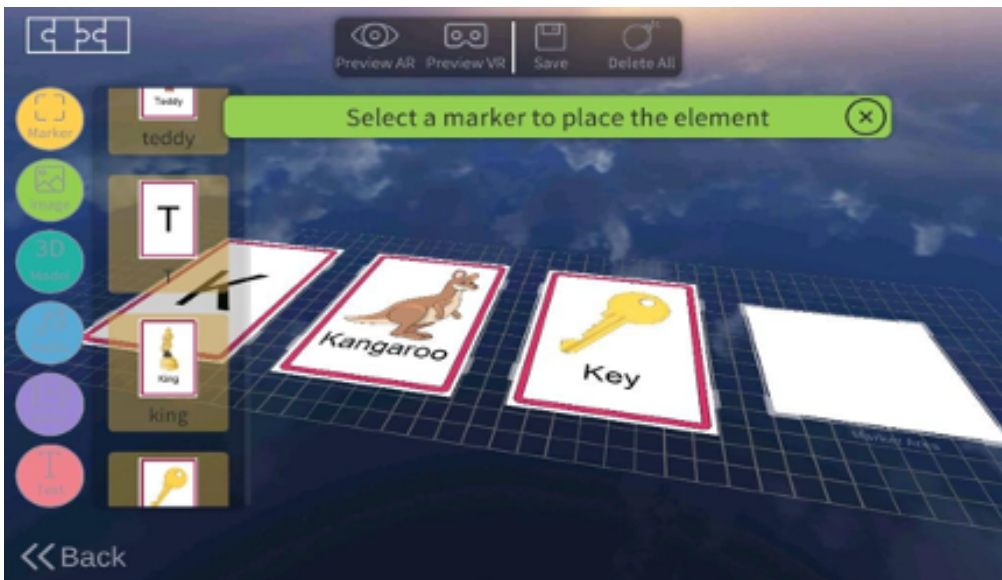 Preview AR Preview VR Save Delete All
Select a marker to place the element
Marker
Image
3D
Model
Text
Teddy
teddy
T
T
King
king
K
Kangaroo
Key
Back